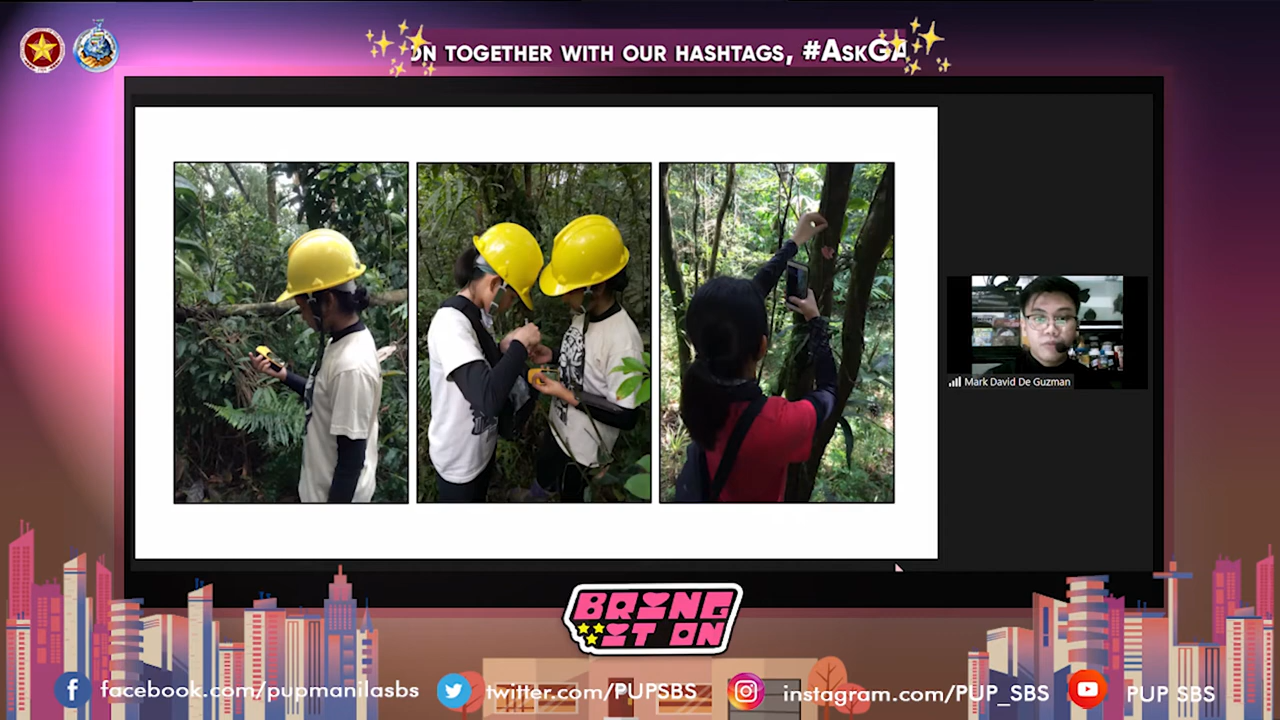 ON TOGETHER WITH OUR HASHTAGS, #ASKGA
Mark David De Guzman
BRING
IT ON
facebook.com/pupmanilasbs
twitter.com/PUPSBS
instagram.com/PUP_SBS
PUP SBS